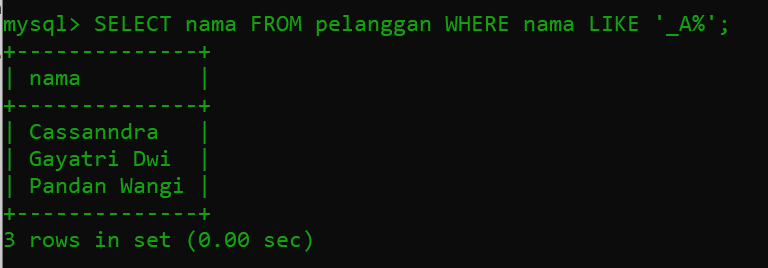 mysql> SELECT nama FROM pelanggan WHERE nama LIKE '_A%';
+--------------+
| nama         |
+--------------+
| Cassanndra   |
| Gayatri Dwi  |
| Pandan Wangi |
+--------------+
3 rows in set (0.00 sec)